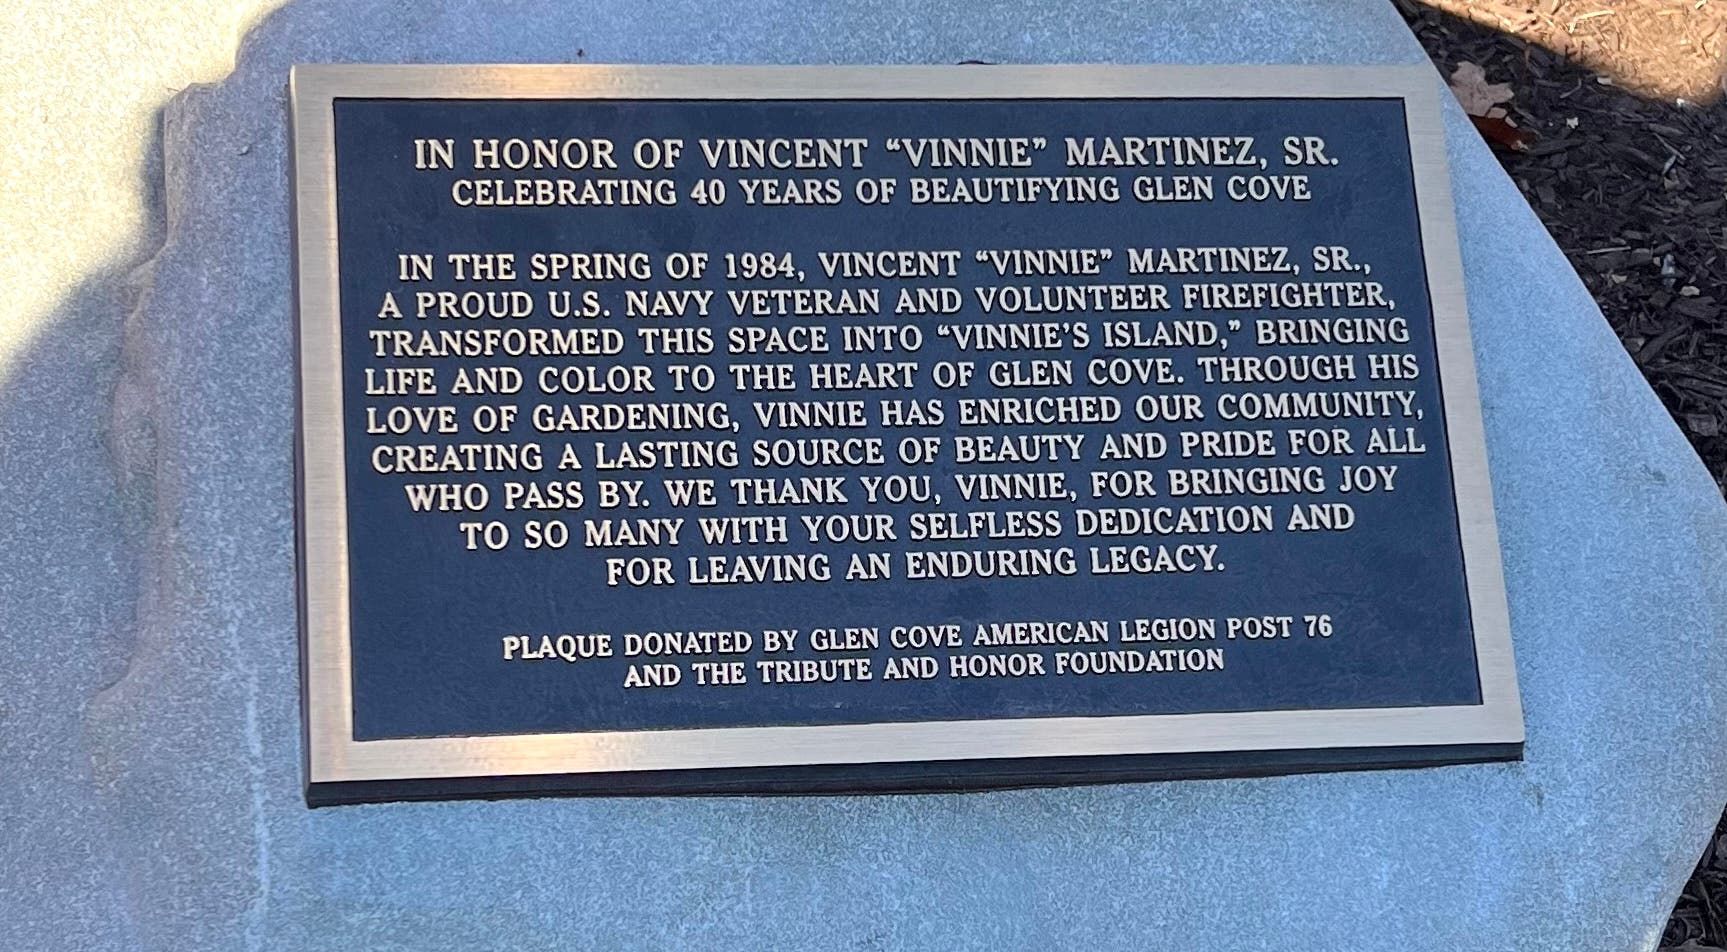 IN HONOR OF VINCENT “VINNIE” MARTINEZ, SR.
CELEBRATING 40 YEARS OF BEAUTIFYING GLEN COVE
IN THE SPRING OF 1984, VINCENT “VINNIE” MARTINEZ, SR.,
A PROUD U.S. NAVY VETERAN AND VOLUNTEER FIREFIGHTER,
TRANSFORMED THIS SPACE INTO “VINNIE’S ISLAND,” BRINGING
LIFE AND COLOR TO THE HEART OF GLEN COVE. THROUGH HIS
LOVE OF GARDENING, VINNIE HAS ENRICHED OUR COMMUNITY,
CREATING A LASTING SOURCE OF BEAUTY AND PRIDE FOR ALL
WHO PASS BY. WE THANK YOU, VINNIE, FOR BRINGING JOY
TO SO MANY WITH YOUR SELFLESS DEDICATION AND
FOR LEAVING AN ENDURING LEGACY.
PLAQUE DONATED BY GLEN COVE AMERICAN LEGION POST 76
AND THE TRIBUTE AND HONOR FOUNDATION